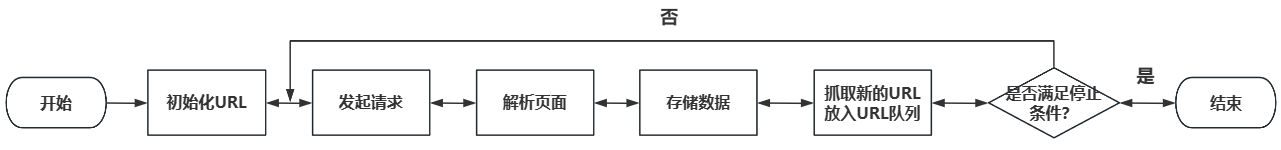 否
是
开始
初始化URL
发起请求
解析页面
存储数据
抓取新的URL
放入URL队列
是否满足停止
条件？
结束